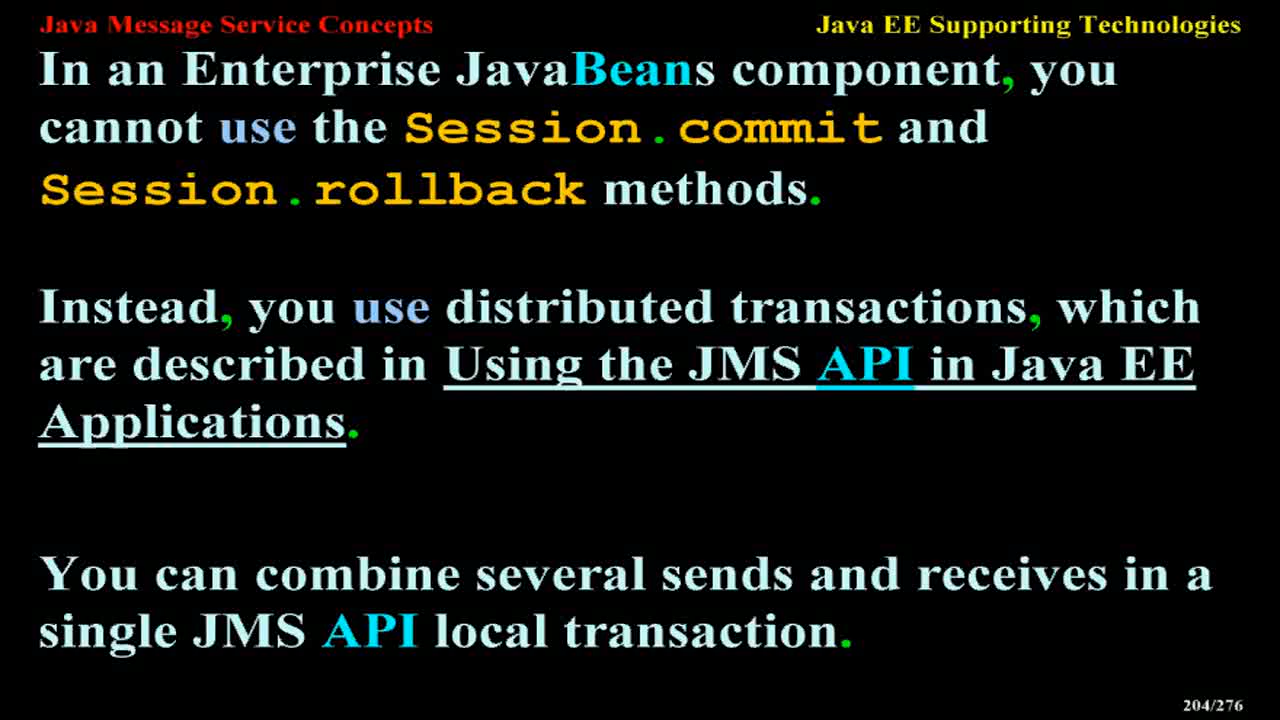 Java Message Service Concepts
Java EE Supporting Technologies
In an Enterprise JavaBeans component, you
cannot use the Session.commit and
Session.rollback methods.
Instead, you use distributed transactions, which
are described in Using the JMS API in Java EE
Applications.
You can combine several sends and receives in a
single JMS API local transaction.
204/276